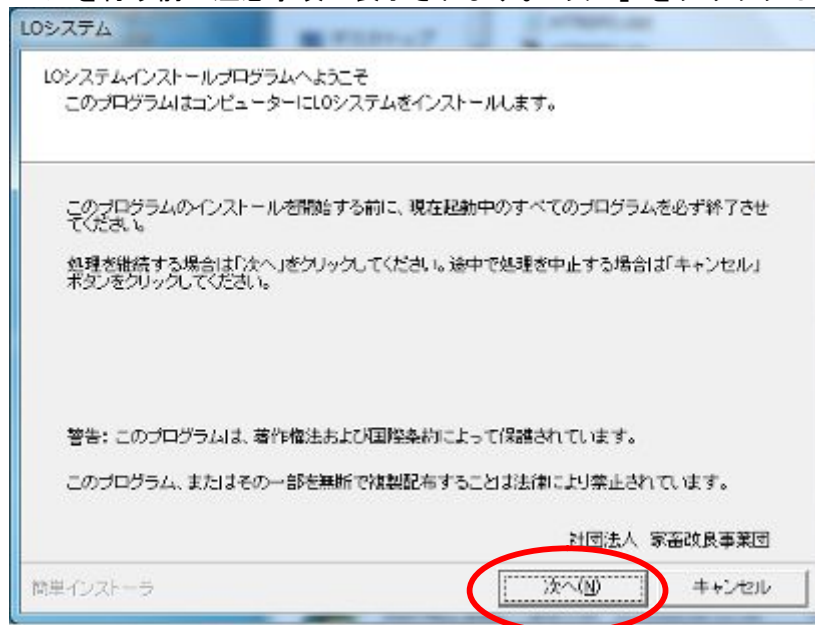 LOシステム
LOシステムインストールプログラムへようこそ
このプログラムはコンピューターにLOシステムをインストールします。
このプログラムのインストールを開始する前に、現在起動中のすべてのプログラムを必ず終了させ
てください。
処理を継続する場合は「次へ」をクリックしてください。途中で処理を中止する場合は「キャンセル」
ボタンをクリックしてください。
警告: このプログラムは、著作権法および国際条約によって保護されています。
このプログラム、またはその一部を無断で複製配布することは法律により禁止されています。
社団法人 家畜改良事業団
簡単インストーラ
次へ(N)
キャンセル